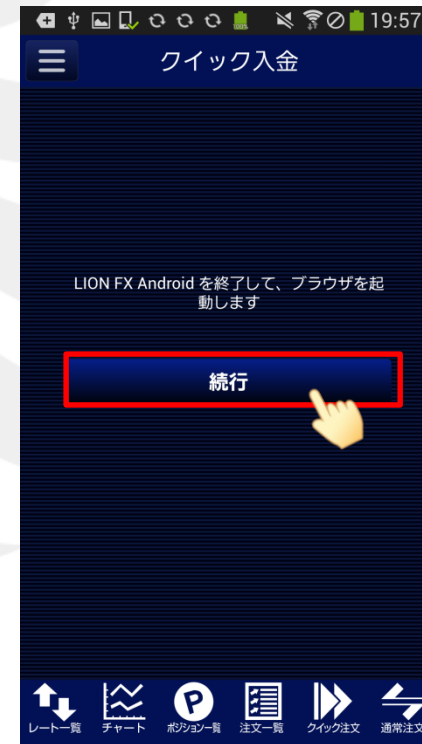 19:57
クイック入金
LION FX Android を終了して、ブラウザを起
動します
続行
レート一覧 チャート ポジション一覧 注文一覧 クイック注文 通常注文